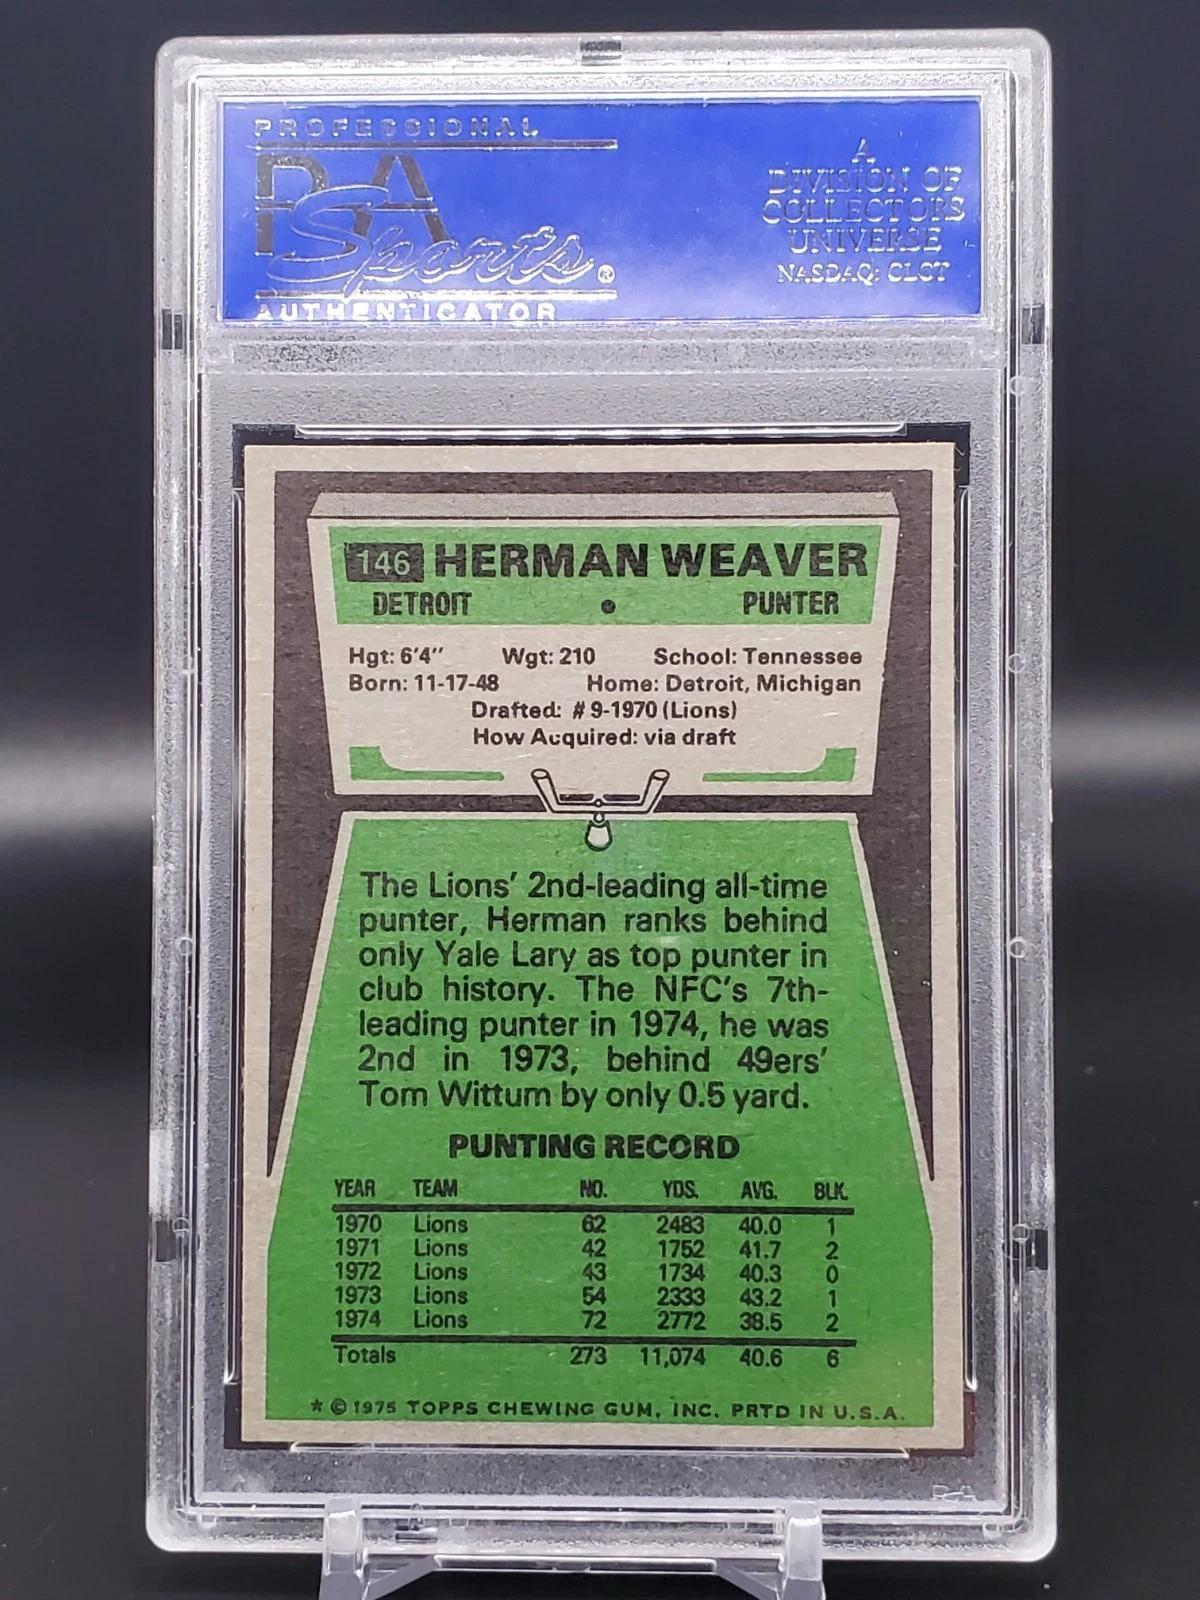 PROFESSIONAL
PSA
Sports®
AUTHENTICATOR
A
DIVISION OF
COLLECTORS
UNIVERSE
NASDAQ: CLCT
146 HERMAN WEAVER
DETROIT • PUNTER
Hgt: 6'4" Wgt: 210 School: Tennessee
Born: 11-17-48 Home: Detroit, Michigan
Drafted: #9-1970 (Lions)
How Acquired: via draft
The Lions' 2nd-leading all-time
punter, Herman ranks behind
only Yale Lary as top punter in
club history. The NFC's 7th-
leading punter in 1974, he was
2nd in 1973, behind 49ers'
Tom Wittum by only 0.5 yard.
PUNTING RECORD
YEAR TEAM NO. YDS. AVG. BLK.
1970 Lions 62 2483 40.0 1
1971 Lions 42 1752 41.7 2
1972 Lions 43 1734 40.3 0
1973 Lions 54 2333 43.2 1
1974 Lions 72 2772 38.5 2
Totals 273 11,074 40.6 6
* © 1975 TOPPS CHEWING GUM, INC. PRTD IN U.S.A.
PSA